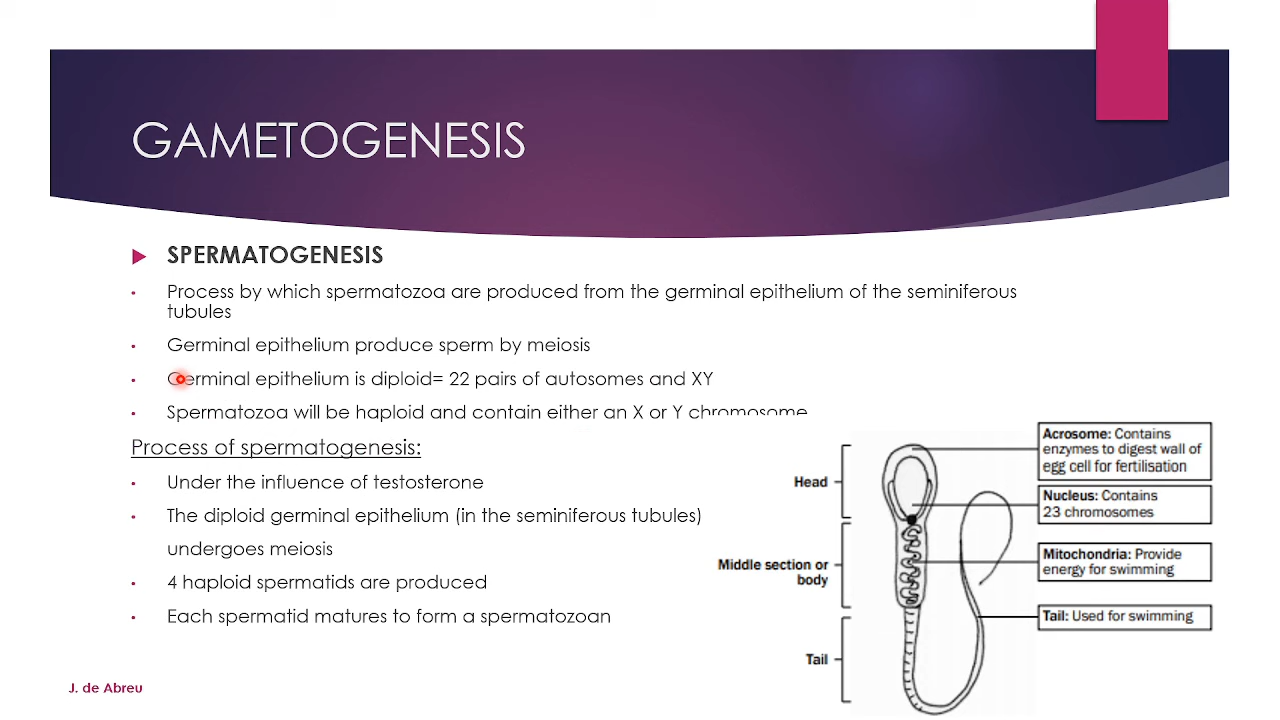 GAMETOGENESIS
SPERMATOGENESIS
Process by which spermatozoa are produced from the germinal epithelium of the seminiferous
tubules
Germinal epithelium produce sperm by meiosis
Germinal epithelium is diploid= 22 pairs of autosomes and XY
Spermatozoa will be haploid and contain either an X or Y chromosome
Process of spermatogenesis:
Under the influence of testosterone
The diploid germinal epithelium (in the seminiferous tubules)
undergoes meiosis
4 haploid spermatids are produced
Each spermatid matures to form a spermatozoan
Head
Middle section or
body
Tail
Acrosome: Contains
enzymes to digest wall of
egg cell for fertilisation
Nucleus: Contains
23 chromosomes
Mitochondria: Provide
energy for swimming
Tail: Used for swimming
J. de Abreu